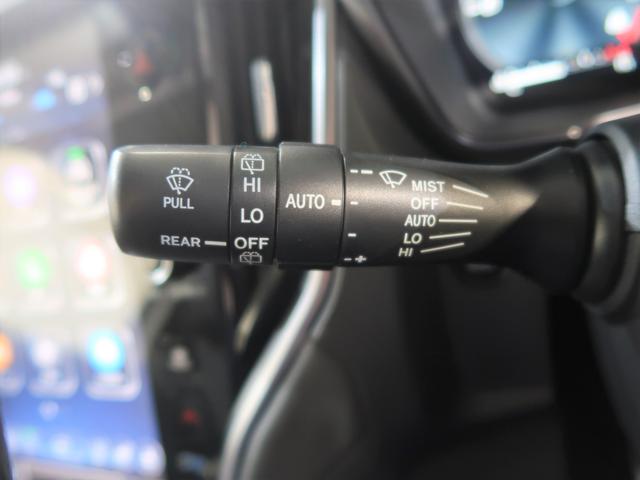 PULL
REAR
HI
LO
OFF
AUTO
- -
-
-
- +
MIST
OFF
AUTO
LO
HI